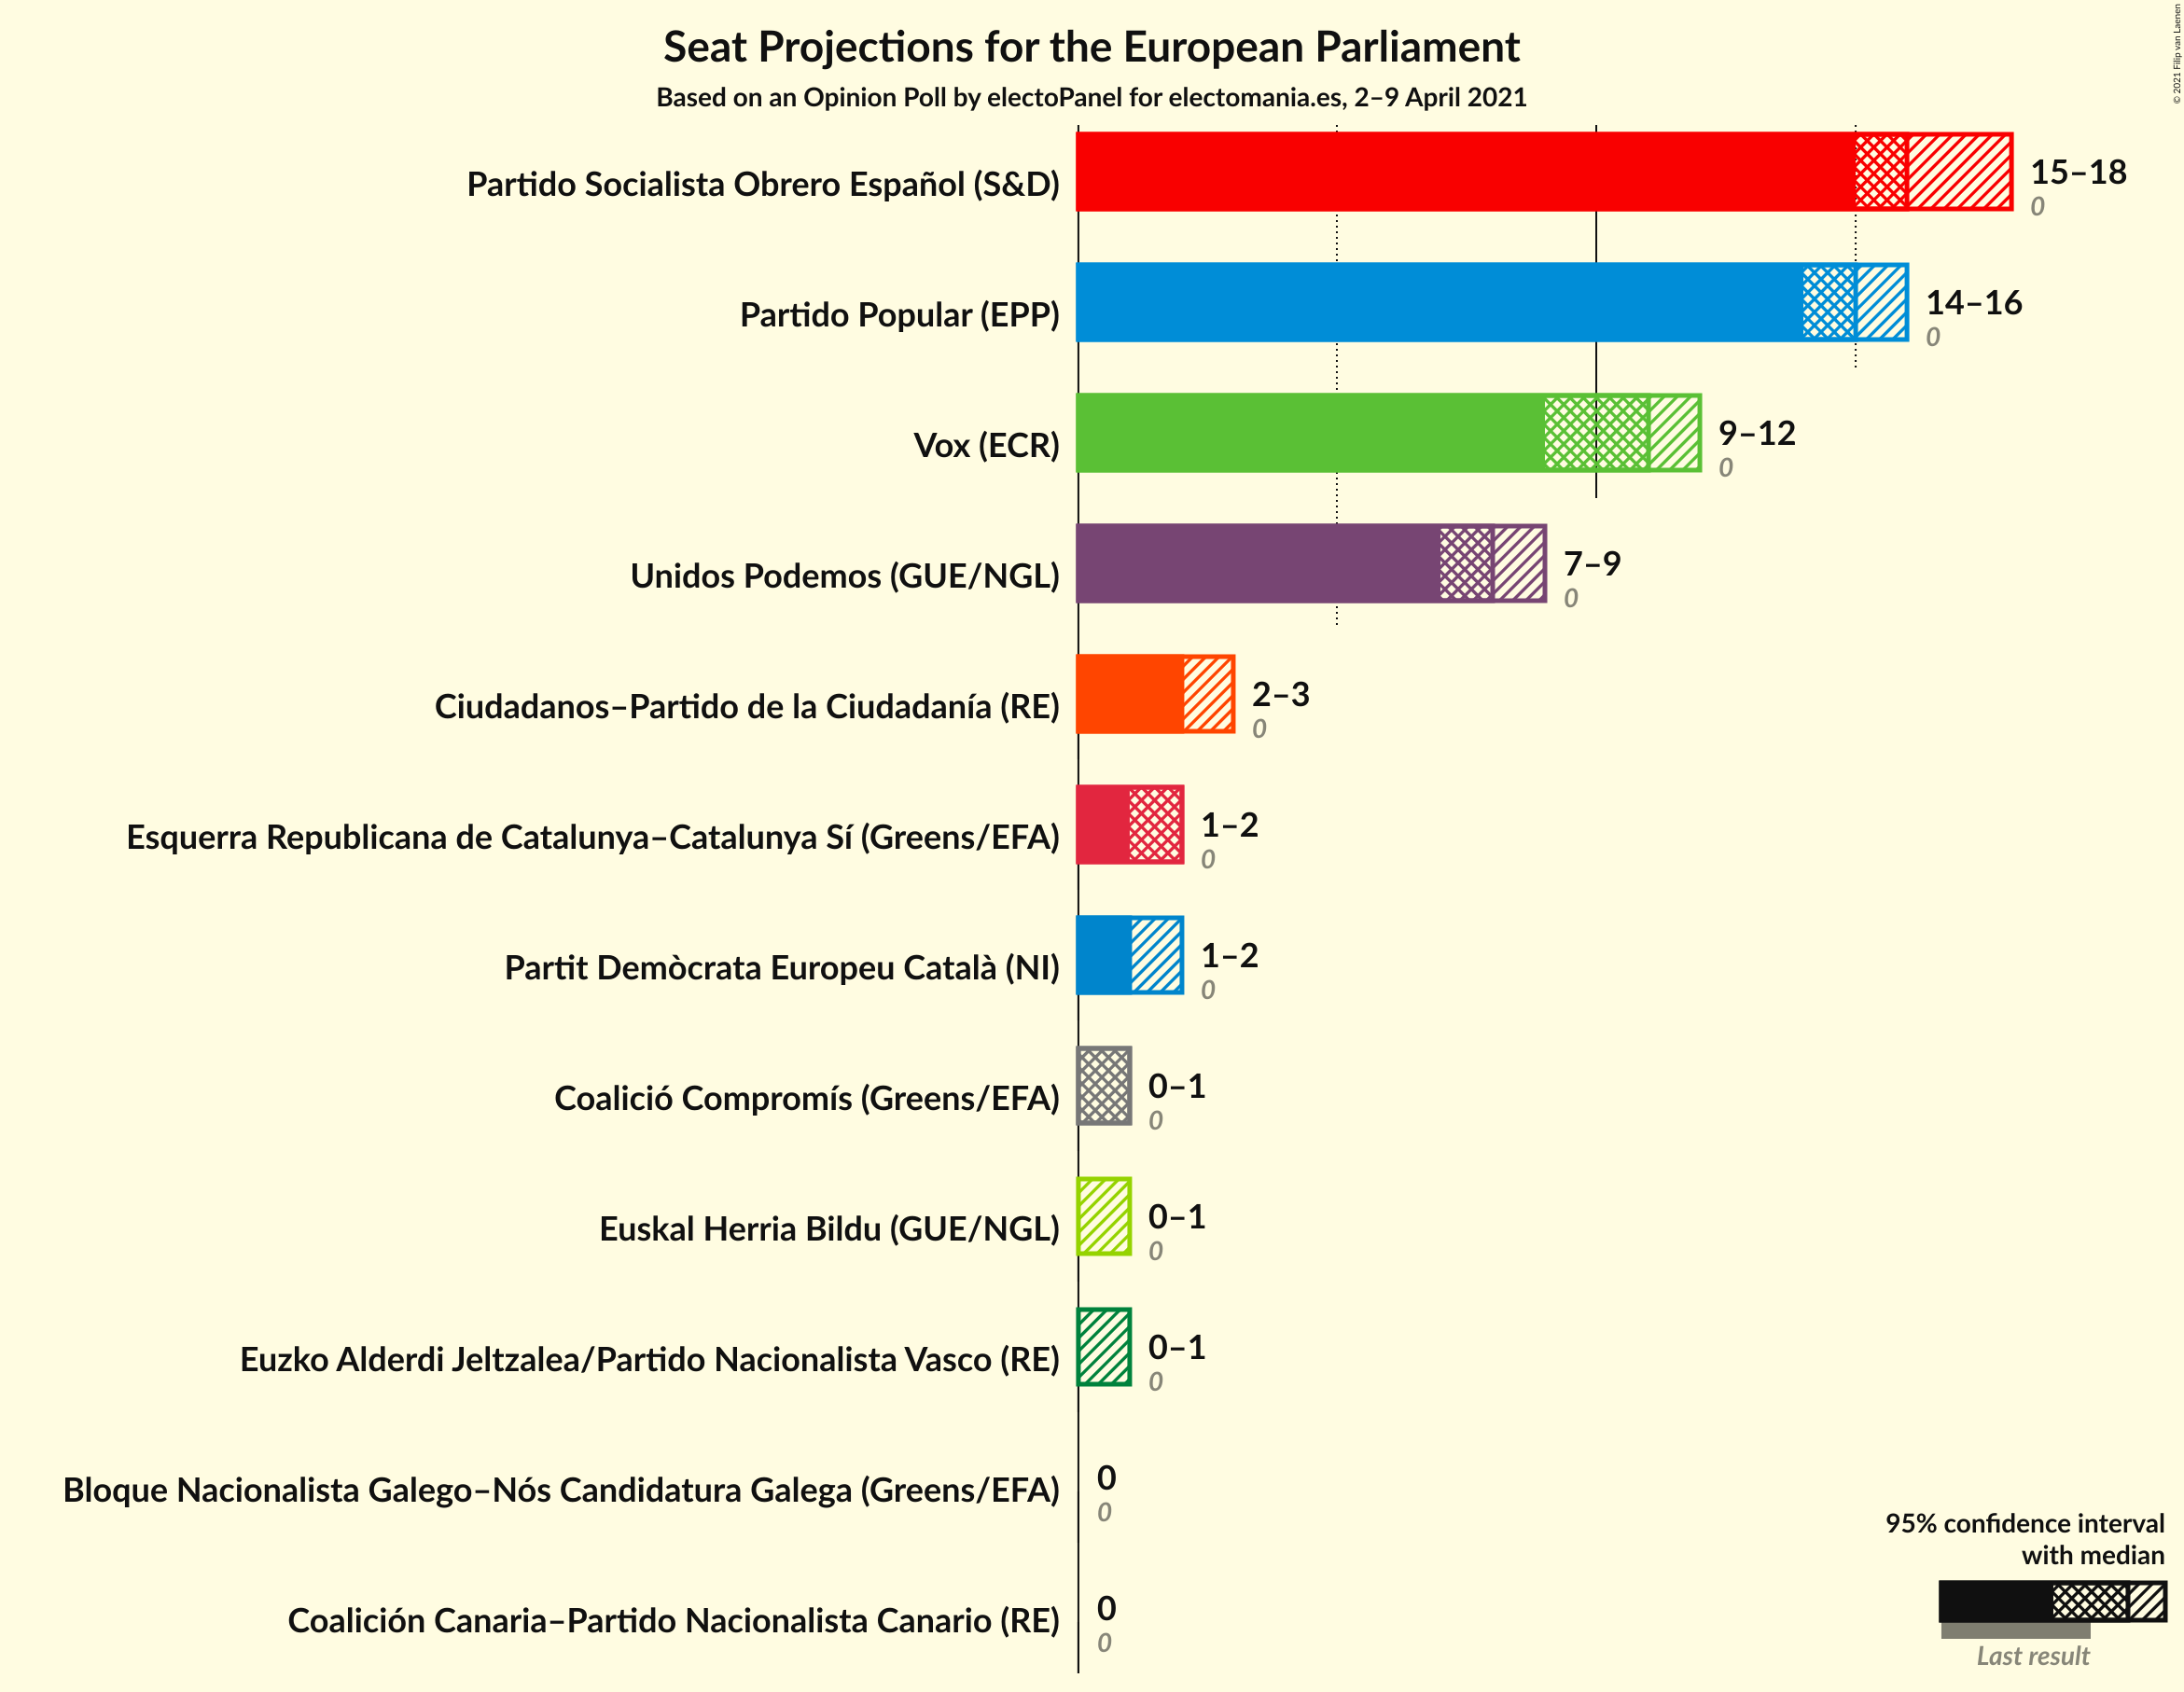 Seat Projections for the European Parliament
Based on an Opinion Poll by electoPanel for electomania.es, 2–9 April 2021
© 2021 Filip van Laenen
Partido Socialista Obrero Español (S&D)
15–18
0
Partido Popular (EPP)
14–16
0
Vox (ECR)
9–12
0
Unidos Podemos (GUE/NGL)
7–9
0
Ciudadanos–Partido de la Ciudadanía (RE)
2–3
0
Esquerra Republicana de Catalunya–Catalunya Sí (Greens/EFA)
1–2
0
Partit Demòcrata Europeu Català (NI)
1–2
0
Coalició Compromís (Greens/EFA)
0–1
0
Euskal Herria Bildu (GUE/NGL)
0–1
0
Euzko Alderdi Jeltzalea/Partido Nacionalista Vasco (RE)
0–1
0
Bloque Nacionalista Galego–Nós Candidatura Galega (Greens/EFA)
0
0
Coalición Canaria–Partido Nacionalista Canario (RE)
0
0
95% confidence interval
with median
Last result